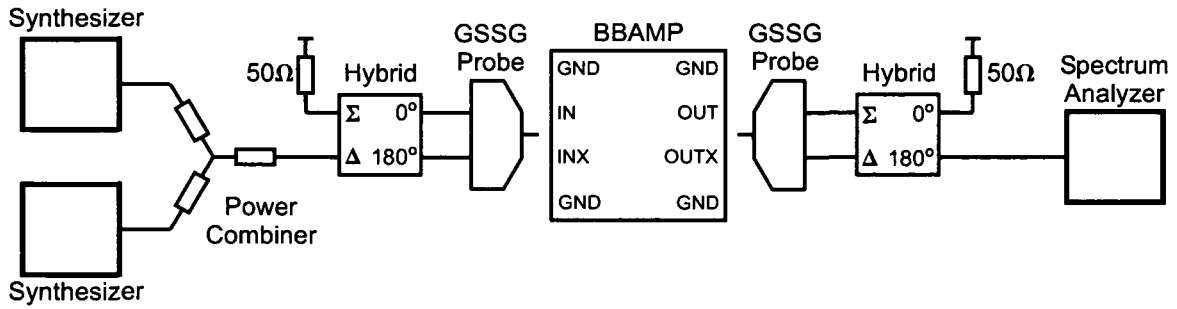 Synthesizer
Synthesizer
Power
Combiner
50Ω
Hybrid
Σ 0°
Δ 180°
GSSG
Probe
BBAMP
GND GND
IN OUT
INX OUTX
GND GND
GSSG
Probe
Hybrid
Σ 0°
Δ 180°
50Ω
Spectrum
Analyzer